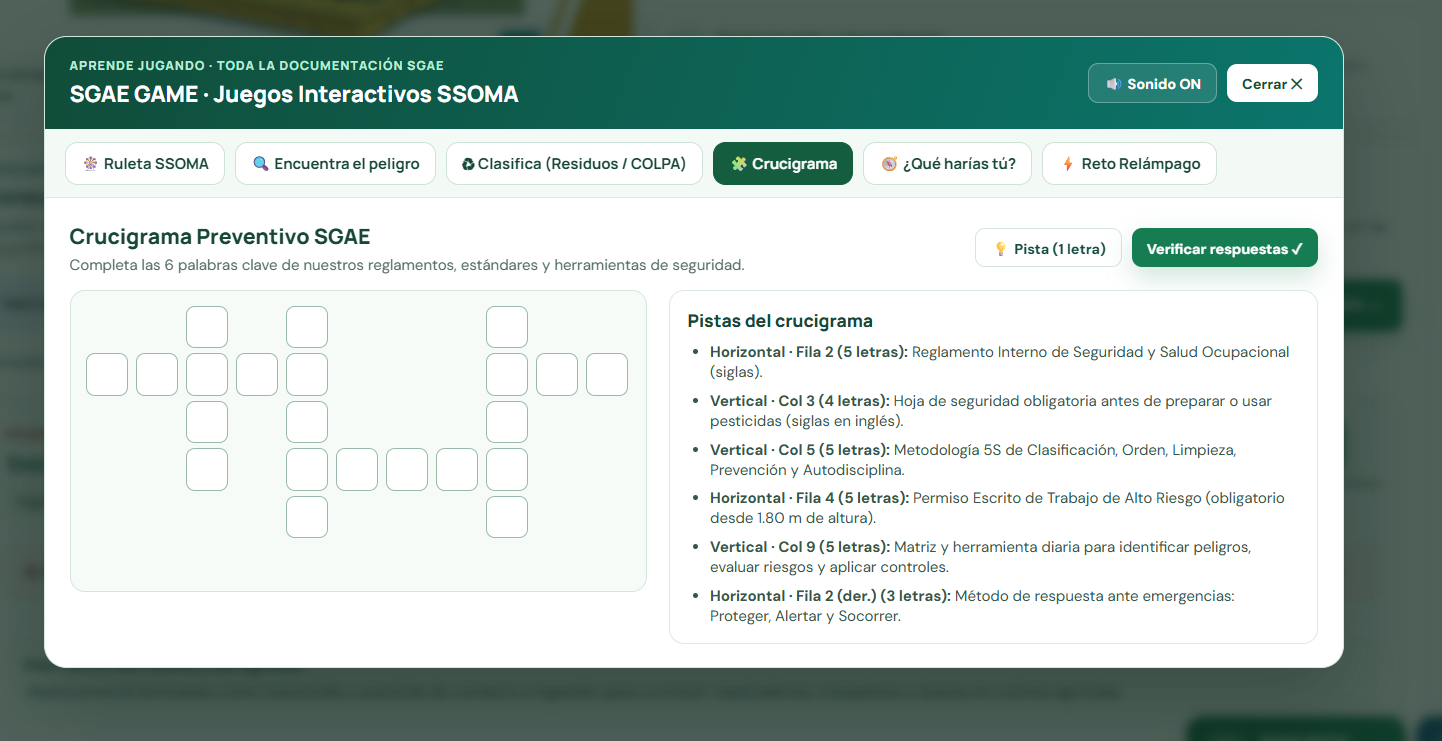 APRENDE JUGANDO · TODA LA DOCUMENTACIÓN SGAE
SGAE GAME · Juegos Interactivos SSOMA
Sonido ON
Cerrar ✕
Ruleta SSOMA
Encuentra el peligro
Clasifica (Residuos / COLPA)
Crucigrama
¿Qué harías tú?
Reto Relámpago
Crucigrama Preventivo SGAE
Completa las 6 palabras clave de nuestros reglamentos, estándares y herramientas de seguridad.
Pista (1 letra)
Verificar respuestas ✓
Pistas del crucigrama
• Horizontal · Fila 2 (5 letras): Reglamento Interno de Seguridad y Salud Ocupacional
(siglas).
• Vertical · Col 3 (4 letras): Hoja de seguridad obligatoria antes de preparar o usar
pesticidas (siglas en inglés).
• Vertical · Col 5 (5 letras): Metodología 5S de Clasificación, Orden, Limpieza,
Prevención y Autodisciplina.
• Horizontal · Fila 4 (5 letras): Permiso Escrito de Trabajo de Alto Riesgo (obligatorio
desde 1.80 m de altura).
• Vertical · Col 9 (5 letras): Matriz y herramienta diaria para identificar peligros,
evaluar riesgos y aplicar controles.
• Horizontal · Fila 2 (der.) (3 letras): Método de respuesta ante emergencias:
Proteger, Alertar y Socorrer.